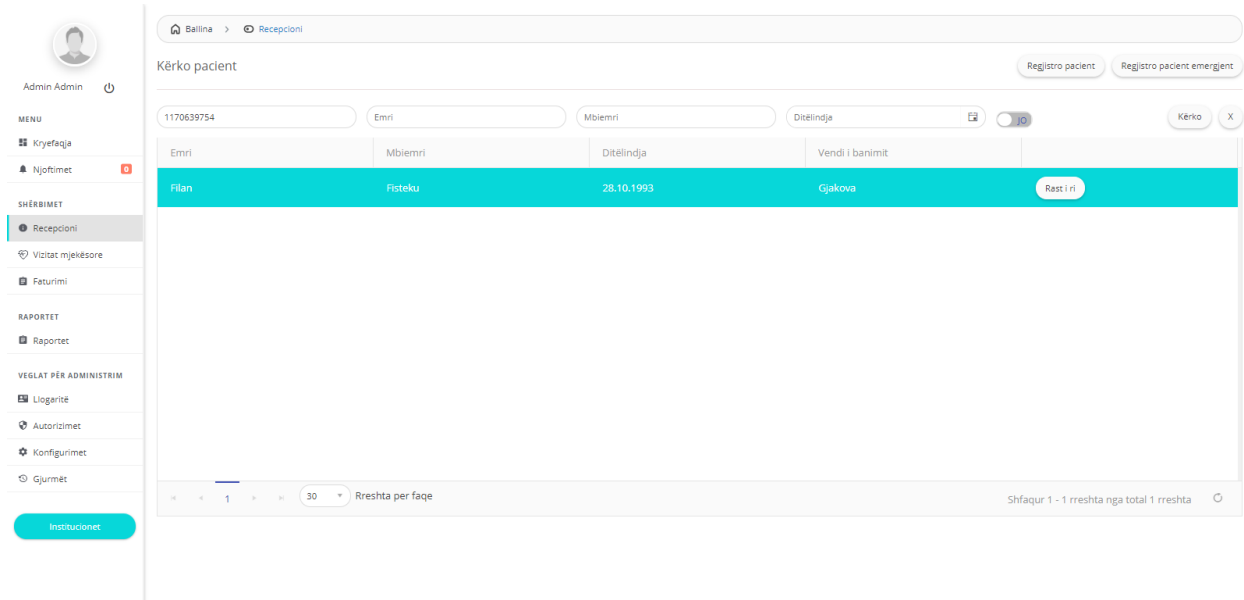 Admin Admin
MENU
Kryefaqja
Njoftimet 0
SHËRBIMET
Recepcioni
Vizitat mjekësore
Faturimi
RAPORTET
Raportet
VEGLAT PËR ADMINISTRIM
Llogaritë
Autorizimet
Konfigurimet
Gjurmët
Institucionet
Ballina > Recepcioni
Kërko pacient Regjistro pacient Regjistro pacient emergjent
1170639754 Emri Mbiemri Ditëlindja JO Kërko X
Emri Mbiemri Ditëlindja Vendi i banimit
Filan Fisteku 28.10.1993 Gjakova Rast i ri
1 30 Rreshta per faqe Shfaqur 1 - 1 rreshta nga total 1 rreshta